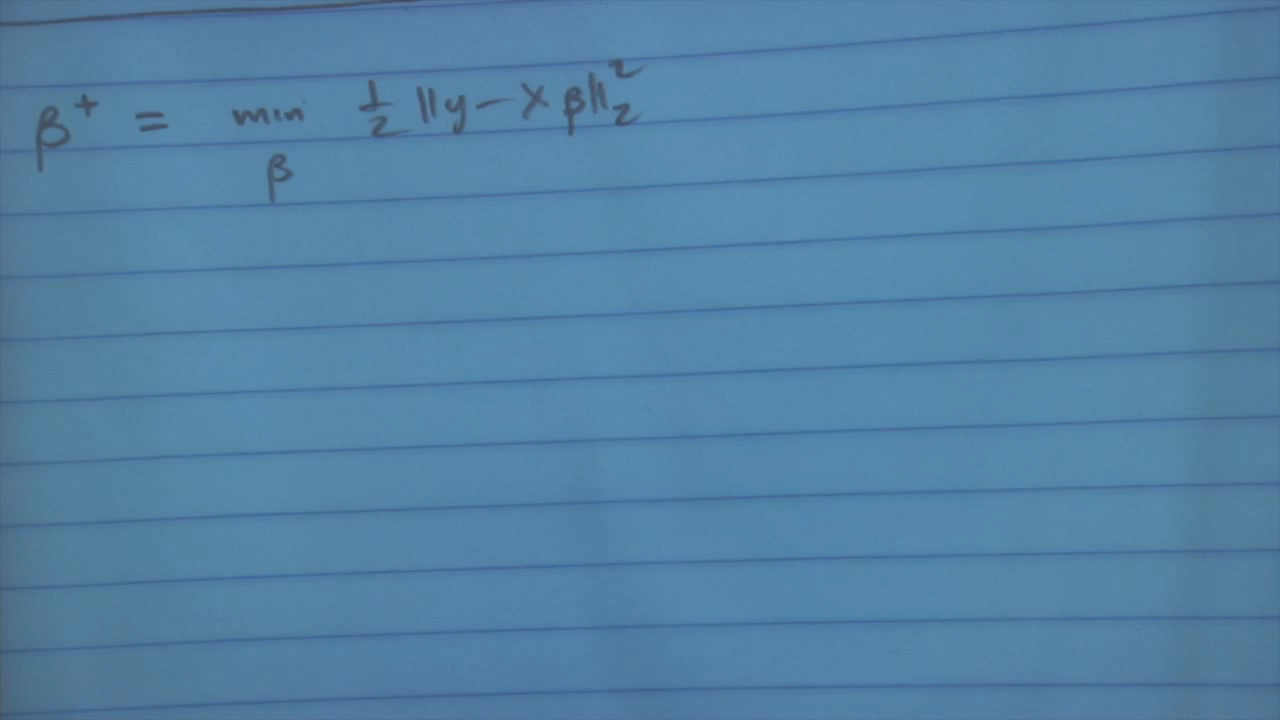 β⁺ = min ½ ‖y − Xβ‖₂²
β